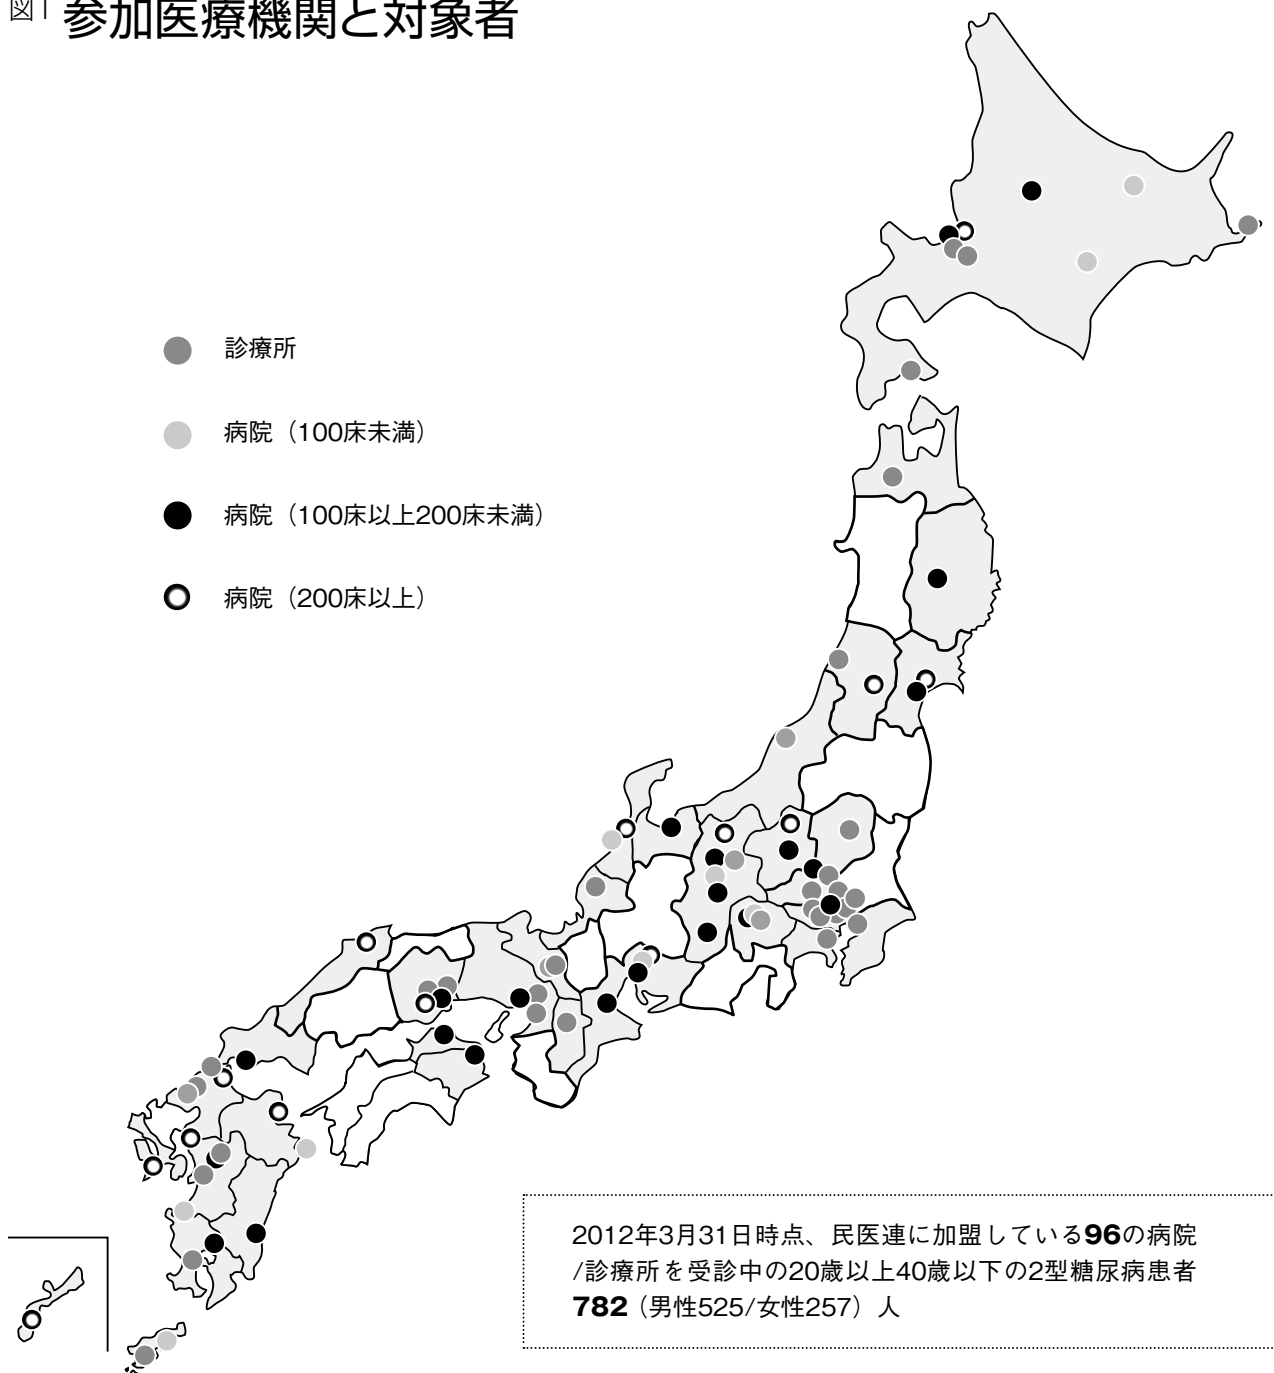 図1 参加医療機関と対象者
診療所
病院（100床未満）
病院（100床以上200床未満）
病院（200床以上）
2012年3月31日時点、民医連に加盟している96の病院
/診療所を受診中の20歳以上40歳以下の2型糖尿病患者
782（男性525/女性257）人